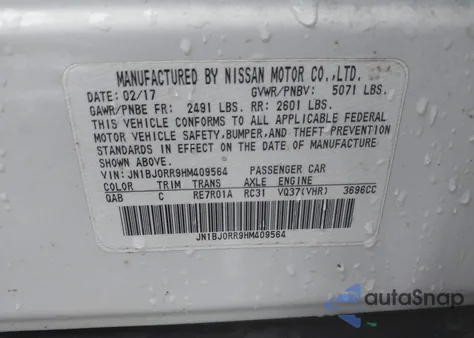 MANUFACTURED BY NISSAN MOTOR CO.,LTD.
DATE: 02/17 GVWR/PNBV: 5071 LBS.
GAWR/PNBE FR: 2491 LBS. RR: 2601 LBS.
THIS VEHICLE CONFORMS TO ALL APPLICABLE FEDERAL
MOTOR VEHICLE SAFETY,BUMPER,AND THEFT PREVENTION
STANDARDS IN EFFECT ON THE DATE OF MANUFACTURE
SHOWN ABOVE.
VIN: JN1BJ0RR9HM409564 PASSENGER CAR
COLOR TRIM TRANS AXLE ENGINE
QAB C RE7R01A RC31 VQ37(VHR) 3696CC
JN1BJ0RR9HM409564
autoSnap